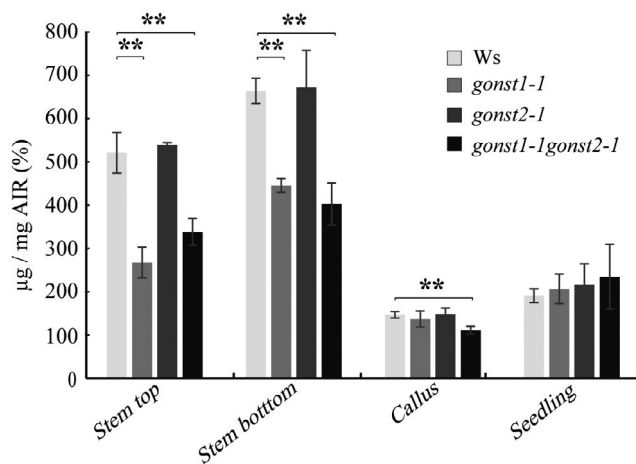 800
700
600
500
400
300
200
100
0
µg / mg AIR (%)
**
**
**
**
**
Ws
gonst1-1
gonst2-1
gonst1-1gonst2-1
Stem top
Stem botttom
Callus
Seedling